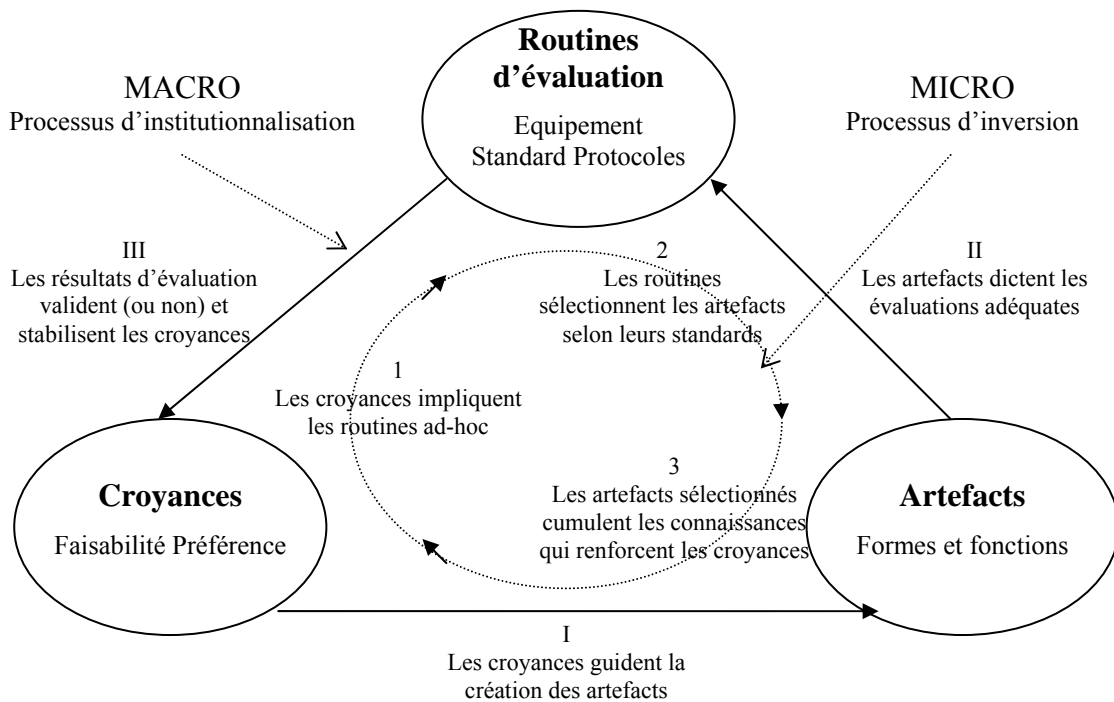 Routines
d’évaluation
Equipement
Standard Protocoles
MACRO
Processus d’institutionnalisation
MICRO
Processus d’inversion
III
Les résultats d’évaluation
valident (ou non) et
stabilisent les croyances
2
Les routines
sélectionnent les artefacts
selon leurs standards
II
Les artefacts dictent les
évaluations adéquates
1
Les croyances impliquent
les routines ad-hoc
3
Les artefacts sélectionnés
cumulent les connaissances
qui renforcent les croyances
Croyances
Faisabilité Préférence
Artefacts
Formes et fonctions
I
Les croyances guident la
création des artefacts